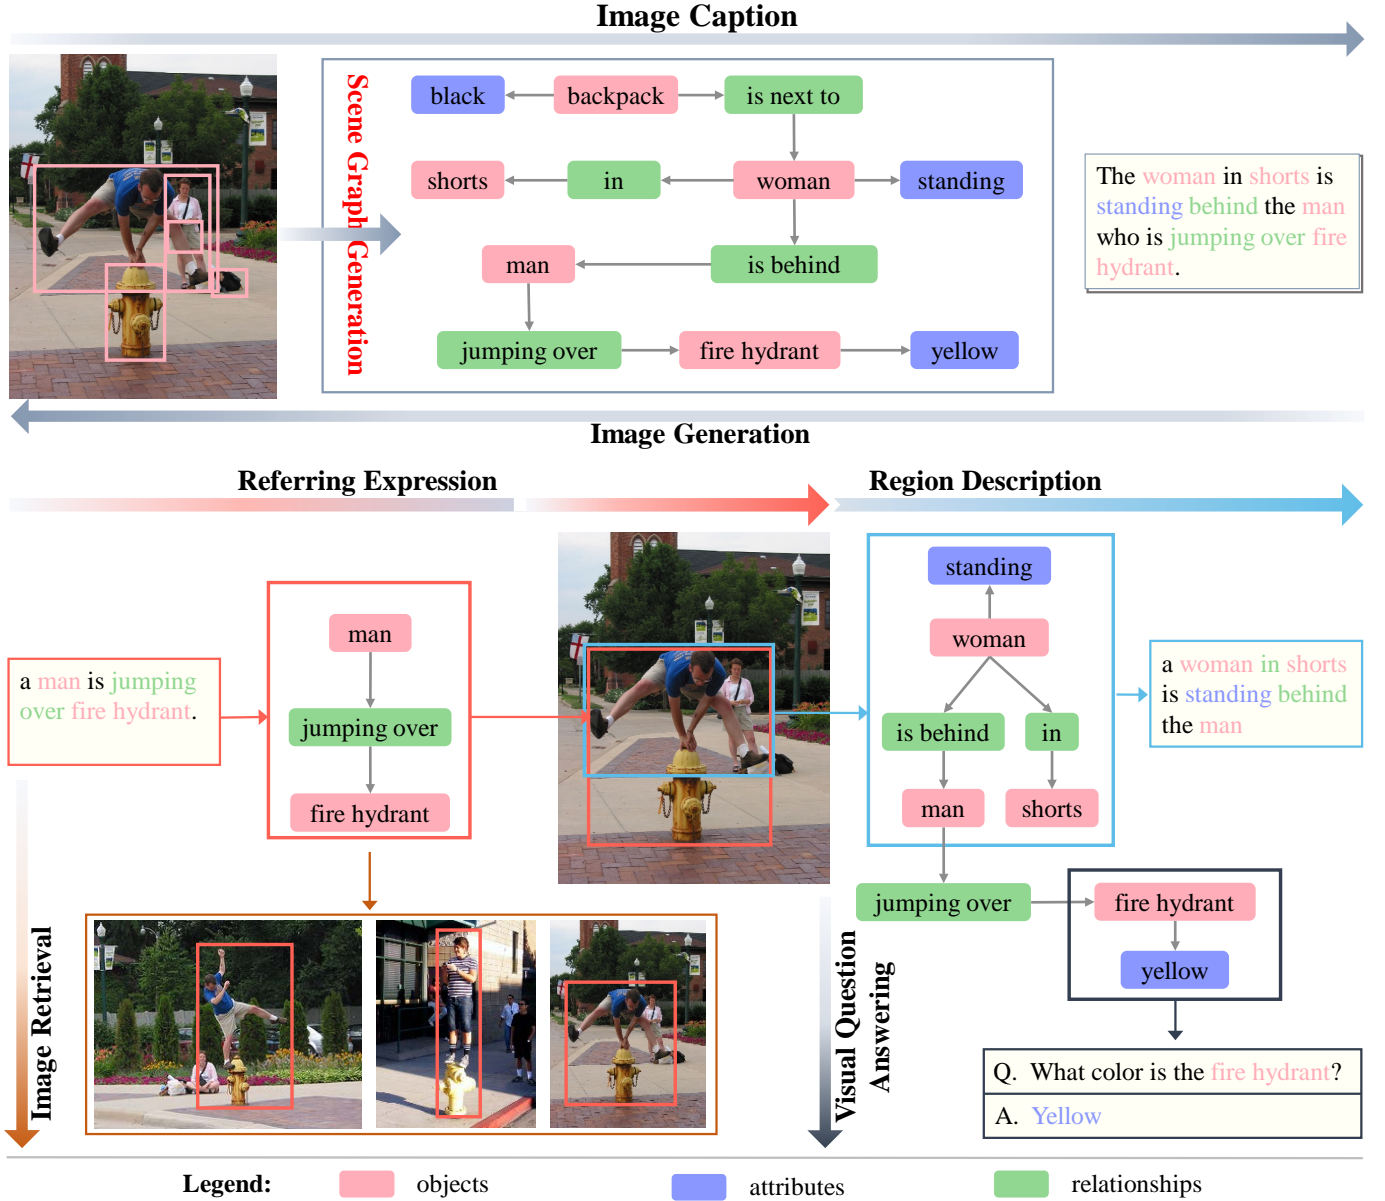 Image Caption
Scene Graph Generation
black
backpack
is next to
shorts
in
woman
standing
man
is behind
jumping over
fire hydrant
yellow
The woman in shorts is
standing behind the man
who is jumping over fire
hydrant.
Image Generation
Referring Expression
Region Description
a man is jumping
over fire hydrant.
man
jumping over
fire hydrant
standing
woman
is behind
in
man
shorts
a woman in shorts
is standing behind
the man
jumping over
fire hydrant
yellow
Image Retrieval
Visual Question
Answering
Q. What color is the fire hydrant?
A. Yellow
Legend:
objects
attributes
relationships